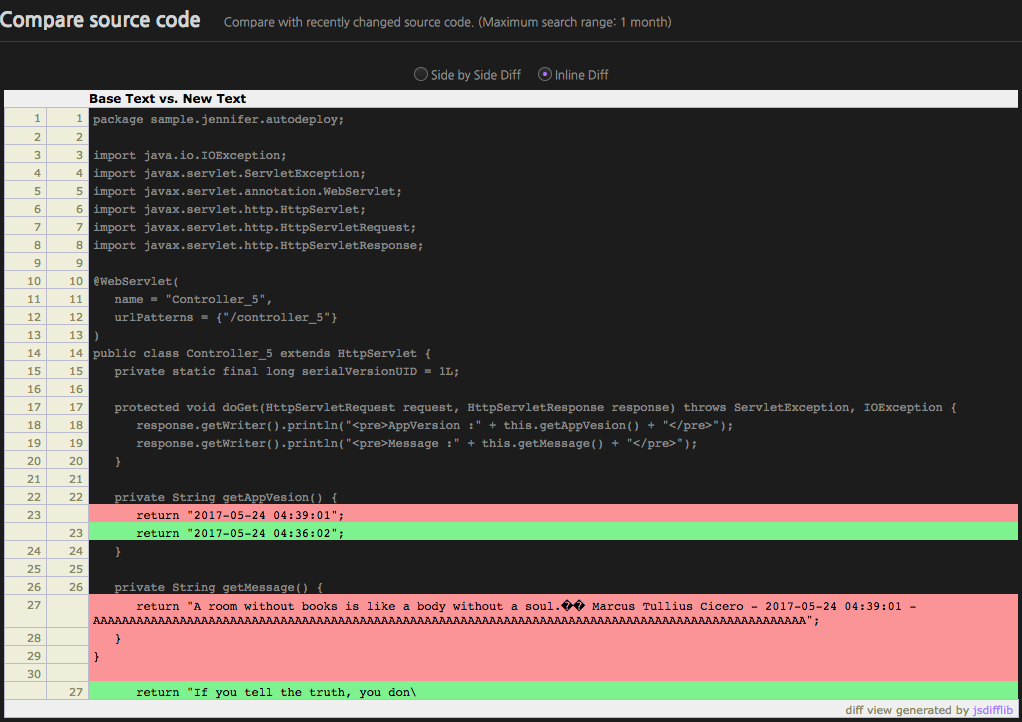 Compare source code Compare with recently changed source code. (Maximum search range: 1 month)
Side by Side Diff Inline Diff
Base Text vs. New Text
1 1 package sample.jennifer.autodeploy;
2 2
3 3 import java.io.IOException;
4 4 import javax.servlet.ServletException;
5 5 import javax.servlet.annotation.WebServlet;
6 6 import javax.servlet.http.HttpServlet;
7 7 import javax.servlet.http.HttpServletRequest;
8 8 import javax.servlet.http.HttpServletResponse;
9 9
10 10 @WebServlet(
11 11 name = "Controller_5",
12 12 urlPatterns = {"/controller_5"}
13 13 )
14 14 public class Controller_5 extends HttpServlet {
15 15 private static final long serialVersionUID = 1L;
16 16
17 17 protected void doGet(HttpServletRequest request, HttpServletResponse response) throws ServletException, IOException {
18 18 response.getWriter().println("<pre>AppVersion :" + this.getAppVesion() + "</pre>");
19 19 response.getWriter().println("<pre>Message :" + this.getMessage() + "</pre>");
20 20 }
21 21
22 22 private String getAppVesion() {
23 return "2017-05-24 04:39:01";
23 return "2017-05-24 04:36:02";
24 24 }
25 25
26 26 private String getMessage() {
27 return "A room without books is like a body without a soul.�� Marcus Tullius Cicero - 2017-05-24 04:39:01 -
AAAAAAAAAAAAAAAAAAAAAAAAAAAAAAAAAAAAAAAAAAAAAAAAAAAAAAAAAAAAAAAAAAAAAAAAAAAAAAAAAAAAAAAAAAAAAAAAAAA";
28 }
29 }
30
27 return "If you tell the truth, you don\
diff view generated by jsdifflib